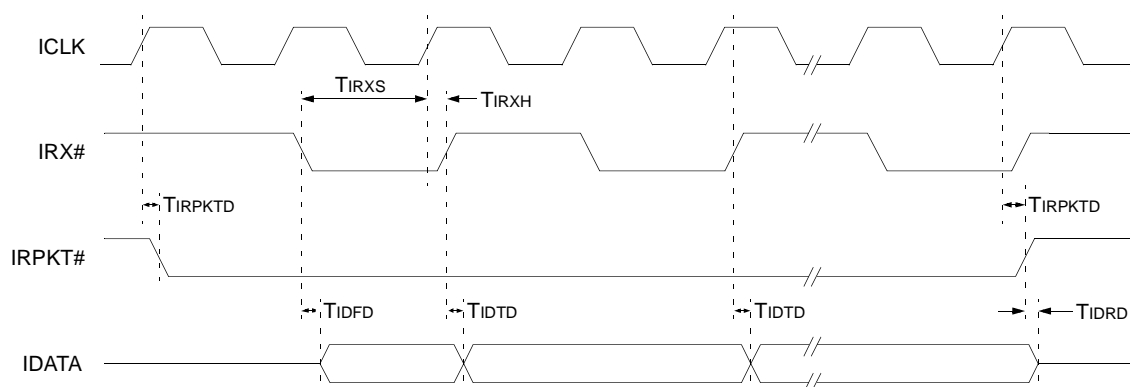 ICLK
TIRXS
TIRXH
IRX#
TIRPKTD
TIRPKTD
IRPKT#
TIDFD
TIDTD
TIDTD
TIDRD
IDATA